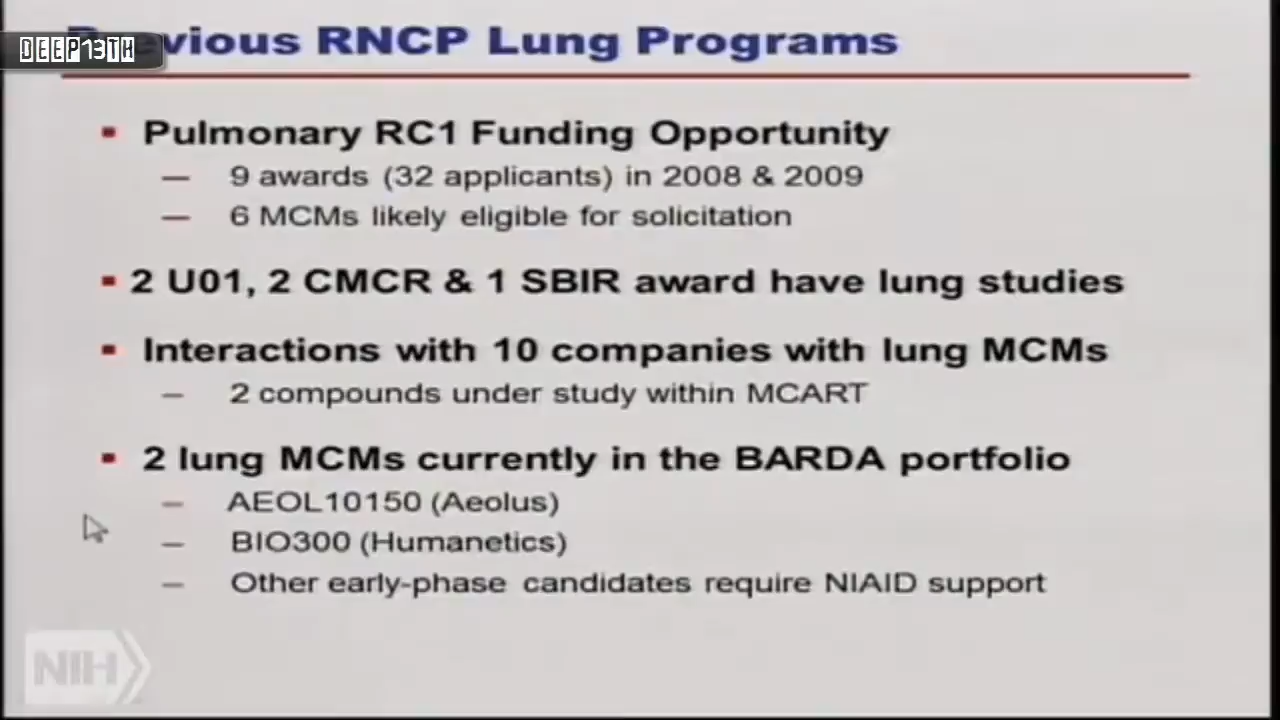 DEEP13TH
vious RNCP Lung Programs
Pulmonary RC1 Funding Opportunity
— 9 awards (32 applicants) in 2008 & 2009
— 6 MCMs likely eligible for solicitation
2 U01, 2 CMCR & 1 SBIR award have lung studies
Interactions with 10 companies with lung MCMs
— 2 compounds under study within MCART
2 lung MCMs currently in the BARDA portfolio
— AEOL10150 (Aeolus)
— BIO300 (Humanetics)
— Other early-phase candidates require NIAID support
NIH